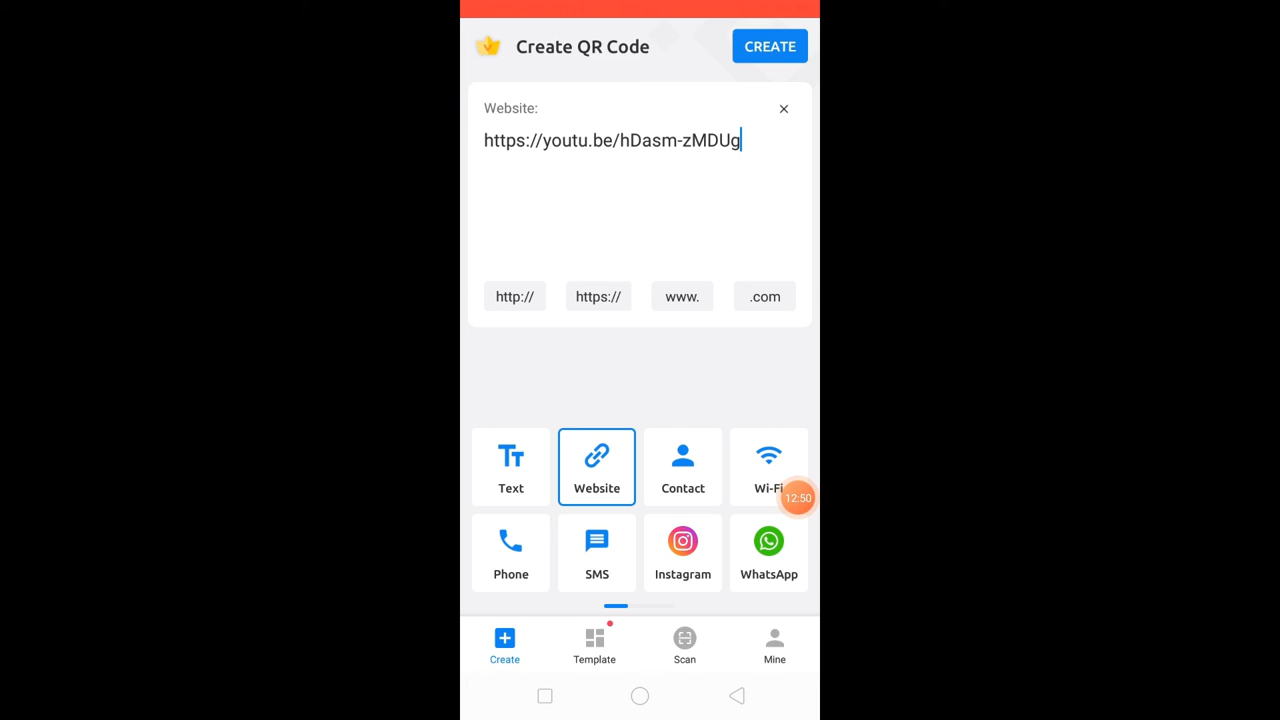 Create QR Code
CREATE
Website:
https://youtu.be/hDasm-zMDUg
http://
https://
www.
.com
Text
Website
Contact
Wi-Fi
12:50
Phone
SMS
Instagram
WhatsApp
Create
Template
Scan
Mine